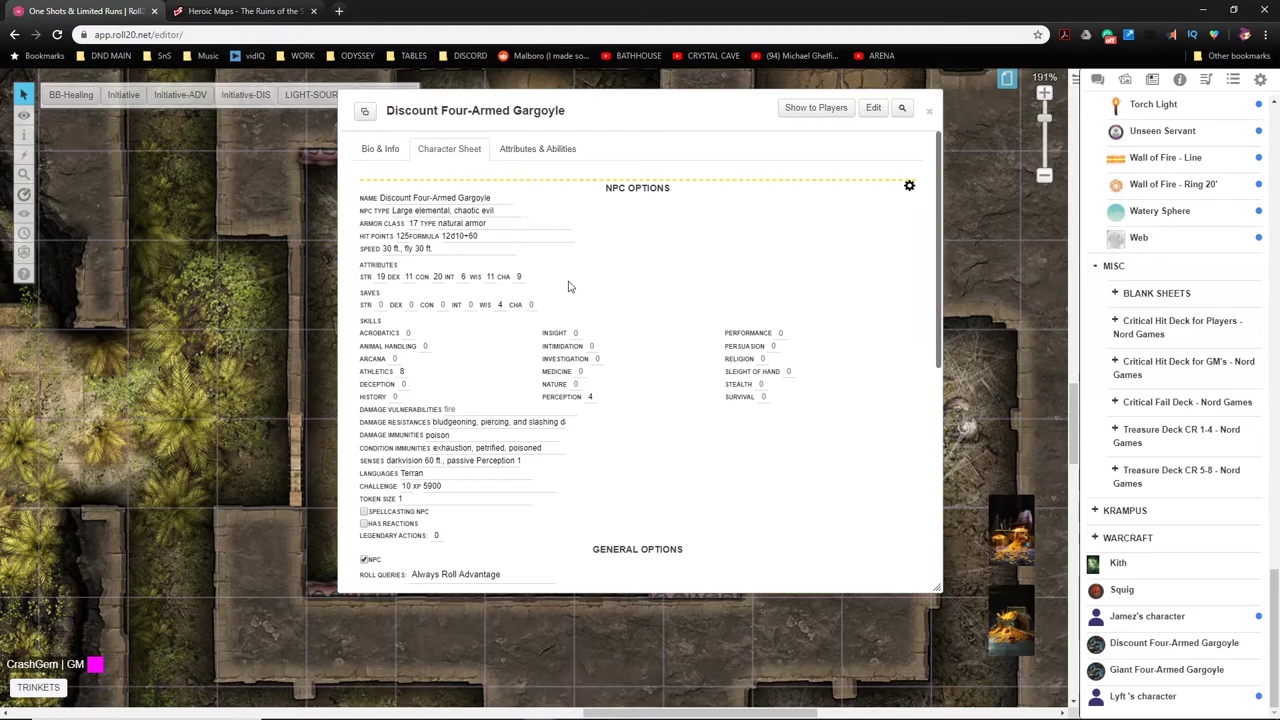 One Shots & Limited Runs | Roll2
Heroic Maps - The Ruins of the S
app.roll20.net/editor/
Bookmarks DND MAIN SnS Music vidIQ WORK ODYSSEY TABLES DISCORD Malboro (I made so... BATHHOUSE CRYSTAL CAVE (94) Michael Ghelfi... ARENA Other bookmarks
BB-Healing Initiative Initiative-ADV Initiative-DIS LIGHT-SOUR
191%
Discount Four-Armed Gargoyle
Show to Players Edit
Bio & Info Character Sheet Attributes & Abilities
NPC OPTIONS
NAME Discount Four-Armed Gargoyle
NPC TYPE Large elemental, chaotic evil
ARMOR CLASS 17 TYPE natural armor
HIT POINTS 125 FORMULA 12d10+60
SPEED 30 ft., fly 30 ft.
ATTRIBUTES
STR 19 DEX 11 CON 20 INT 6 WIS 11 CHA 9
SAVES
STR 0 DEX 0 CON 0 INT 0 WIS 4 CHA 0
SKILLS
ACROBATICS 0 INSIGHT 0 PERFORMANCE 0
ANIMAL HANDLING 0 INTIMIDATION 0 PERSUASION 0
ARCANA 0 INVESTIGATION 0 RELIGION 0
ATHLETICS 8 MEDICINE 0 SLEIGHT OF HAND 0
DECEPTION 0 NATURE 0 STEALTH 0
HISTORY 0 PERCEPTION 4 SURVIVAL 0
DAMAGE VULNERABILITIES fire
DAMAGE RESISTANCES bludgeoning, piercing, and slashing d
DAMAGE IMMUNITIES poison
CONDITION IMMUNITIES exhaustion, petrified, poisoned
SENSES darkvision 60 ft., passive Perception 1
LANGUAGES Terran
CHALLENGE 10 XP 5900
TOKEN SIZE 1
SPELLCASTING NPC
HAS REACTIONS
LEGENDARY ACTIONS: 0
GENERAL OPTIONS
NPC
ROLL QUERIES: Always Roll Advantage
Torch Light
Unseen Servant
Wall of Fire - Line
Wall of Fire - Ring 20'
Watery Sphere
Web
MISC
BLANK SHEETS
Critical Hit Deck for Players -
Nord Games
Critical Hit Deck for GM's - Nord
Games
Critical Fail Deck - Nord Games
Treasure Deck CR 1-4 - Nord
Games
Treasure Deck CR 5-8 - Nord
Games
KRAMPUS
WARCRAFT
Kith
Squig
Jamez's character
Discount Four-Armed Gargoyle
Giant Four-Armed Gargoyle
Lyft 's character
CrashGem | GM
TRINKETS